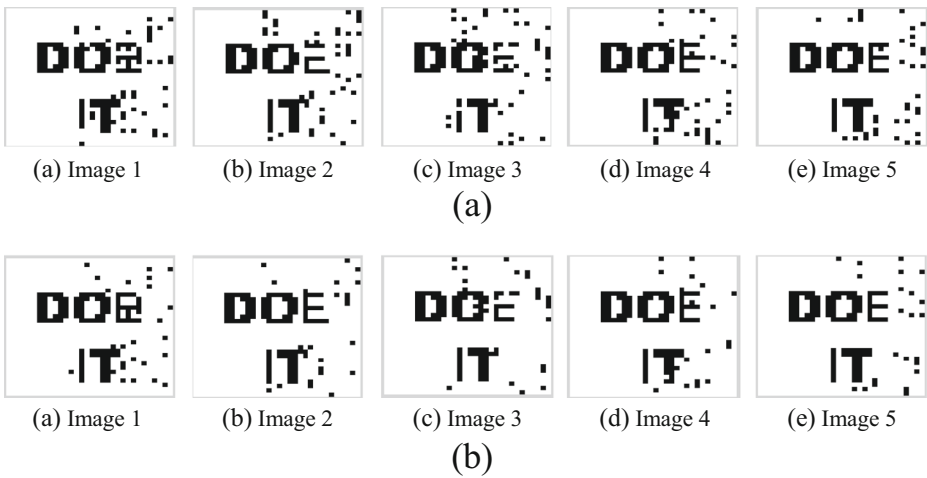 DOE DOE DOE DOE DOE
IT IT IT IT IT
(a) Image 1 (b) Image 2 (c) Image 3 (d) Image 4 (e) Image 5
(a)
DOE DOE DOE DOE DOE
IT IT IT IT IT
(a) Image 1 (b) Image 2 (c) Image 3 (d) Image 4 (e) Image 5
(b)